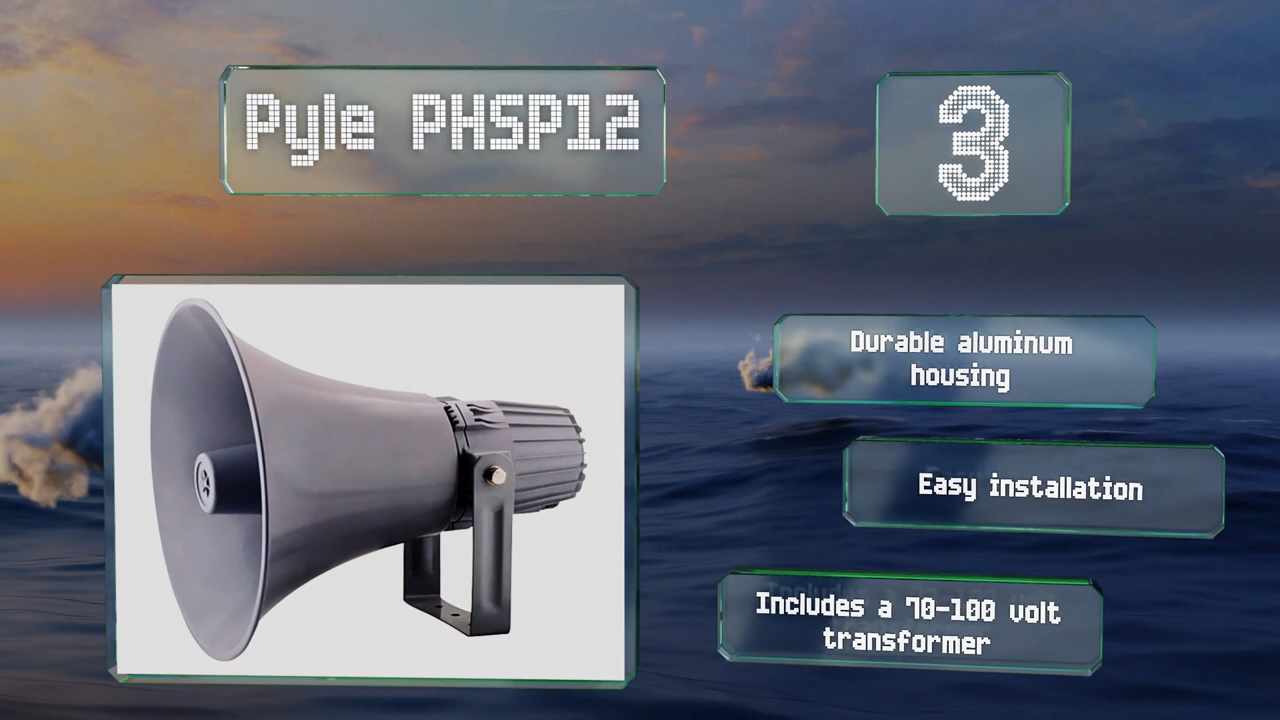 Pyle PHSP12
3
Durable aluminum
housing
Easy installation
Includes a 70-100 volt
transformer